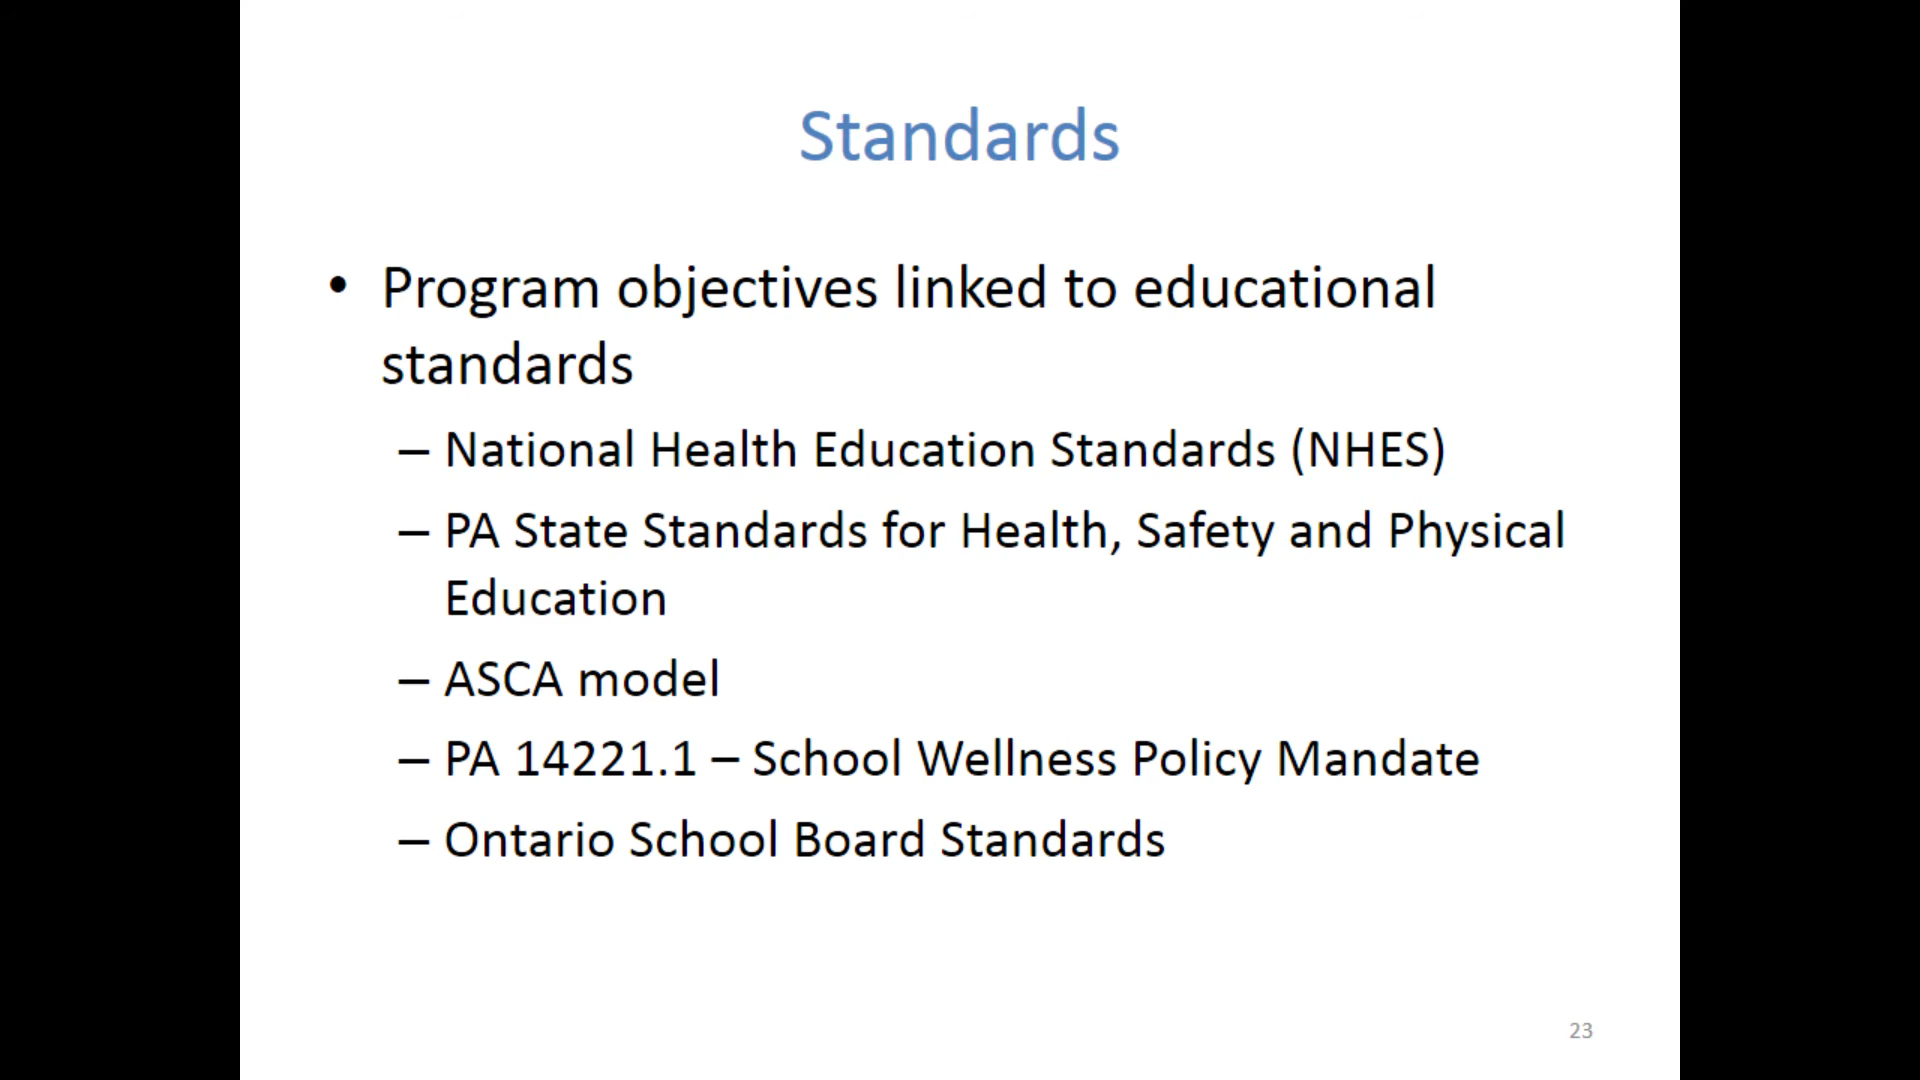 Standards
• Program objectives linked to educational
standards
– National Health Education Standards (NHES)
– PA State Standards for Health, Safety and Physical
Education
– ASCA model
– PA 14221.1 – School Wellness Policy Mandate
– Ontario School Board Standards
23